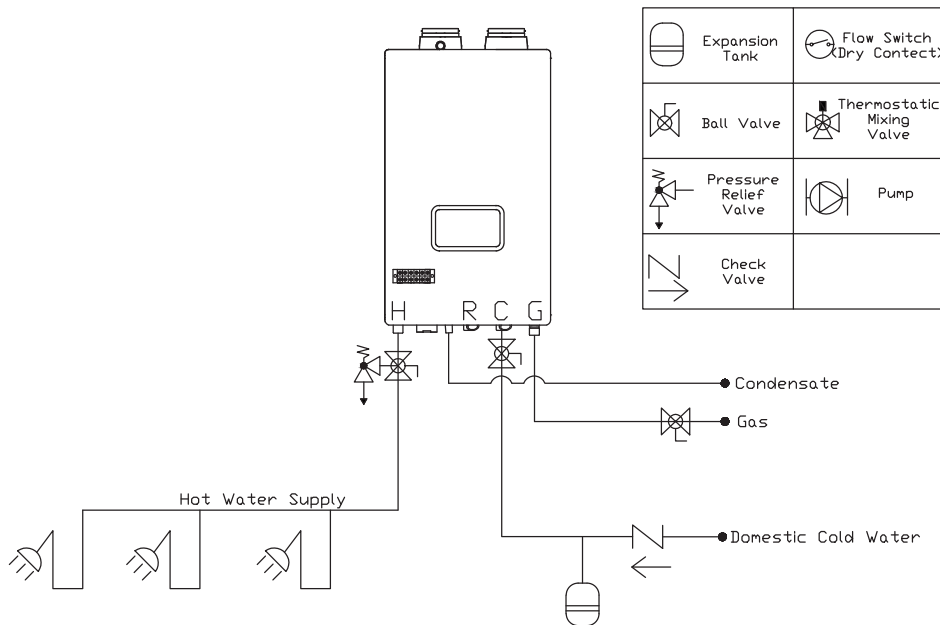 Expansion
Tank
Flow Switch
(Dry Contect)
Ball Valve
Thermostatic
Mixing
Valve
Pressure
Relief
Valve
Pump
Check
Valve
H R C G
Condensate
Gas
Hot Water Supply
Domestic Cold Water